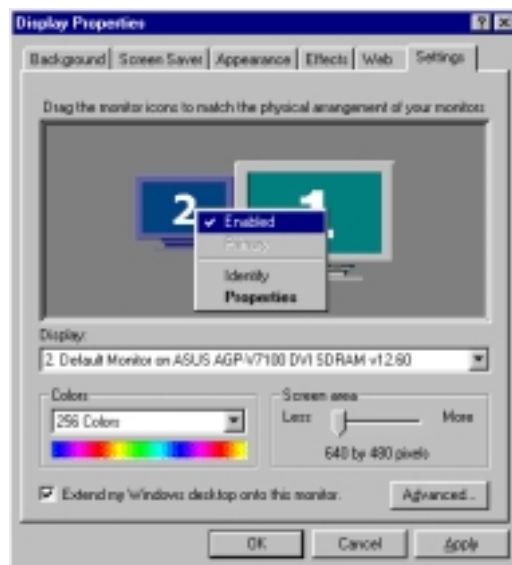 Display Properties
Background Screen Saver Appearance Effects Web Settings
Drag the monitor icons to match the physical arrangement of your monitors
2 1
Enabled
Primary
Identify
Properties
Display:
2. Default Monitor on ASUS AGP-V7100 DVI SDRAM v12.60
Colors
256 Colors
Screen area
Less More
640 by 480 pixels
Extend my Windows desktop onto this monitor.
Advanced...
OK Cancel Apply